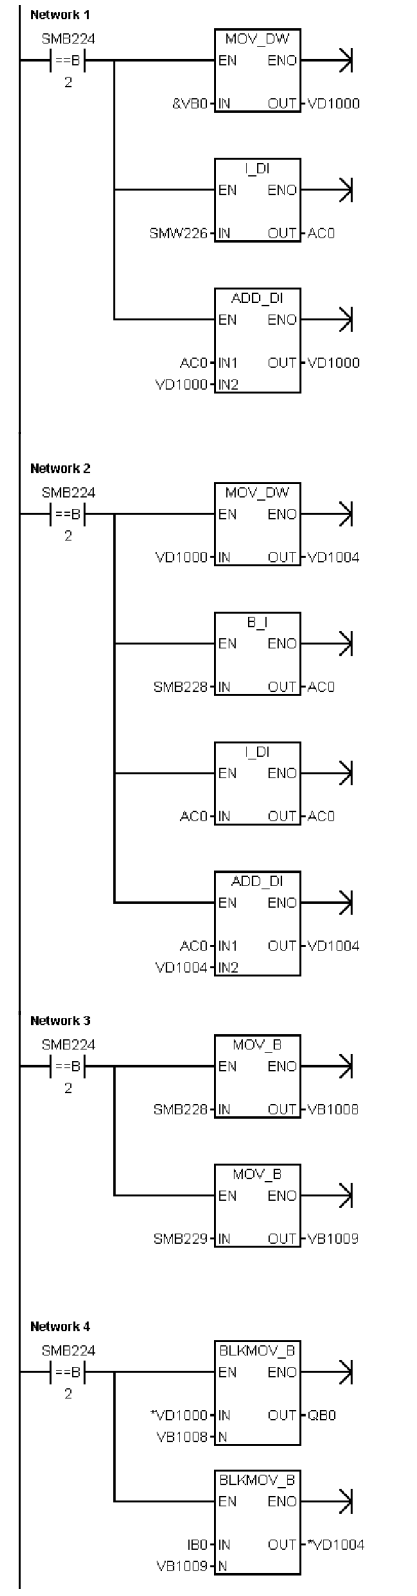 Network 1
SMB224
==B
2
MOV_DW
EN ENO
&VB0 IN OUT VD1000
I_DI
EN ENO
SMW226 IN OUT AC0
ADD_DI
EN ENO
AC0 IN1 OUT VD1000
VD1000 IN2
Network 2
SMB224
==B
2
MOV_DW
EN ENO
VD1000 IN OUT VD1004
B_I
EN ENO
SMB228 IN OUT AC0
I_DI
EN ENO
AC0 IN OUT AC0
ADD_DI
EN ENO
AC0 IN1 OUT VD1004
VD1004 IN2
Network 3
SMB224
==B
2
MOV_B
EN ENO
SMB228 IN OUT VB1008
MOV_B
EN ENO
SMB229 IN OUT VB1009
Network 4
SMB224
==B
2
BLKMOV_B
EN ENO
*VD1000 IN OUT QB0
VB1008 N
BLKMOV_B
EN ENO
IB0 IN OUT *VD1004
VB1009 N